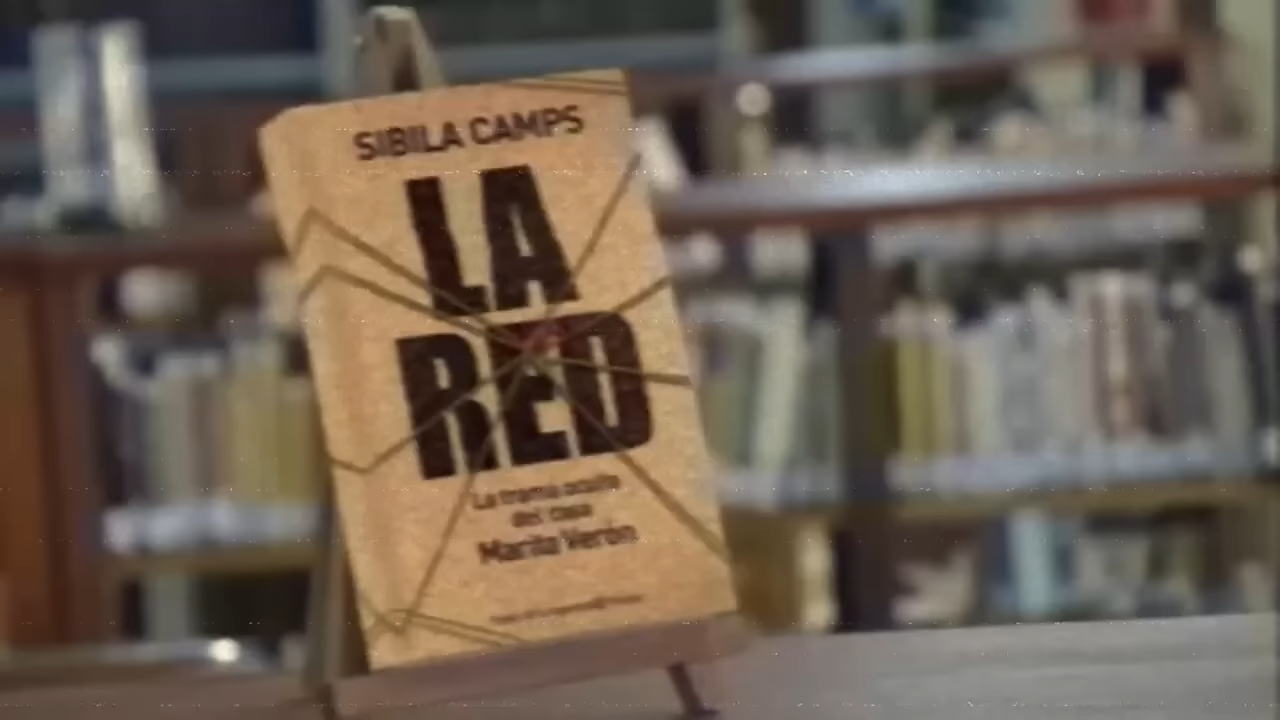 SIBILA CAMPS
LA
RED
La trama oculta
del caso
Marita Verón